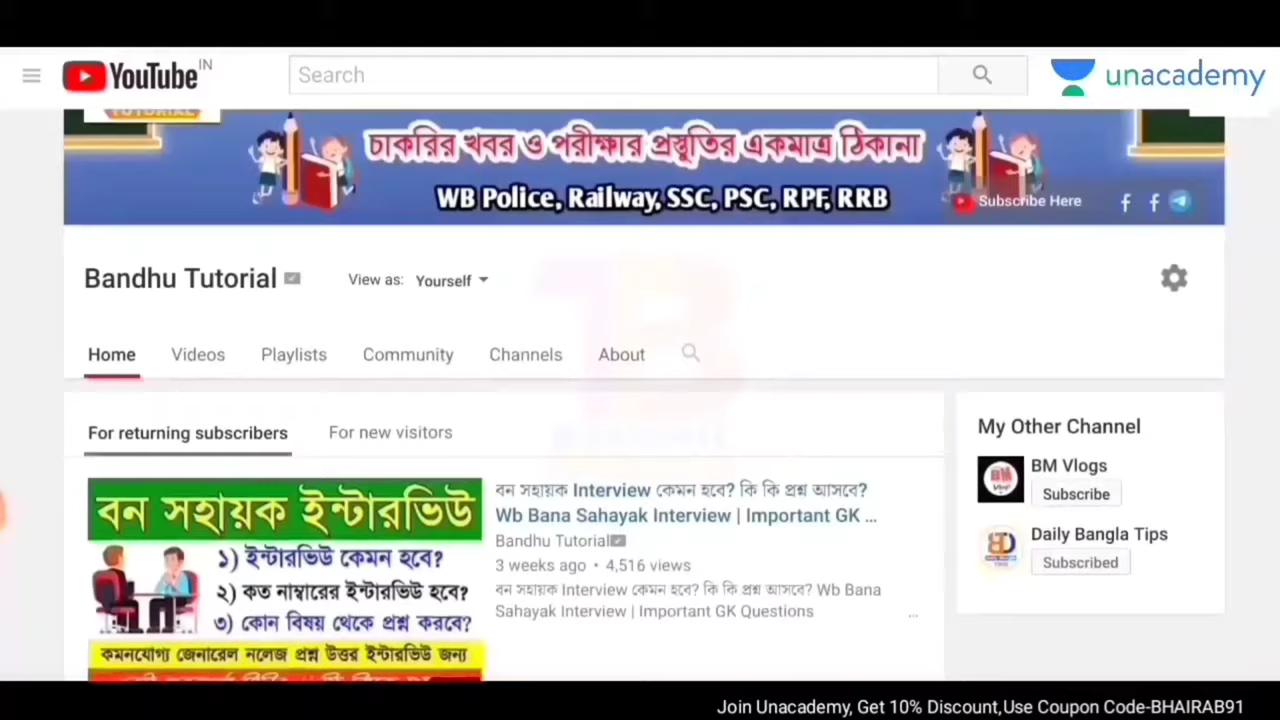 YouTube IN
Search
unacademy
TUTORIAL
চাকরির খবর ও পরীক্ষার প্রস্তুতির একমাত্র ঠিকানা
WB Police, Railway, SSC, PSC, RPF, RRB
Subscribe Here
Bandhu Tutorial
View as: Yourself
Home Videos Playlists Community Channels About
For returning subscribers For new visitors
বন সহায়ক ইন্টারভিউ
১) ইন্টারভিউ কেমন হবে?
২) কত নাম্বারের ইন্টারভিউ হবে?
৩) কোন বিষয় থেকে প্রশ্ন করবে?
কমনযোগ্য জেনারেল নলেজ প্রশ্ন উত্তর ইন্টারভিউ জন্য
বন সহায়ক Interview কেমন হবে? কি কি প্রশ্ন আসবে?
Wb Bana Sahayak Interview | Important GK ...
Bandhu Tutorial
3 weeks ago • 4,516 views
বন সহায়ক Interview কেমন হবে? কি কি প্রশ্ন আসবে? Wb Bana
Sahayak Interview | Important GK Questions
...
My Other Channel
BM Vlogs
Subscribe
Daily Bangla Tips
Subscribed
Join Unacademy, Get 10% Discount,Use Coupon Code-BHAIRAB91